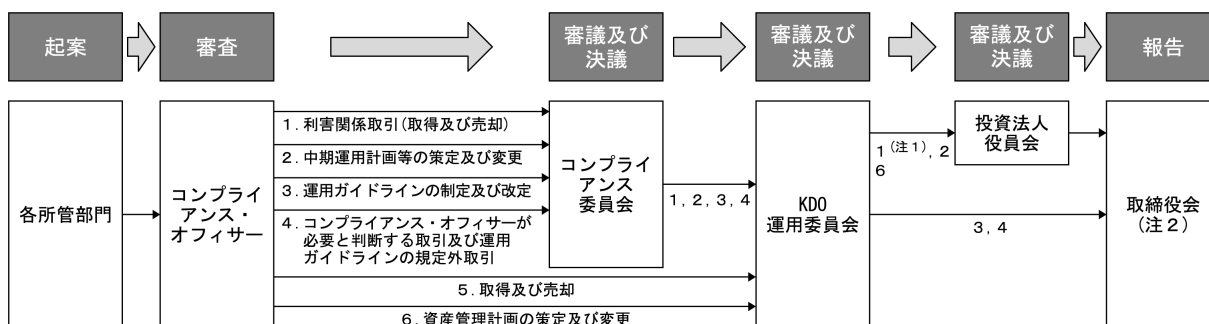 起案
審査
審議及び
決議
審議及び
決議
審議及び
決議
報告
各所管部門
コンプライ
アンス・
オフィサー
1．利害関係取引(取得及び売却)
2．中期運用計画等の策定及び変更
3．運用ガイドラインの制定及び改定
4．コンプライアンス・オフィサーが
必要と判断する取引及び運用
ガイドラインの規定外取引
5．取得及び売却
6．資産管理計画の策定及び変更
コンプライ
アンス
委員会
1, 2, 3, 4
KDO
運用委員会
1(注1), 2
6
3, 4
投資法人
役員会
取締役会
(注2)